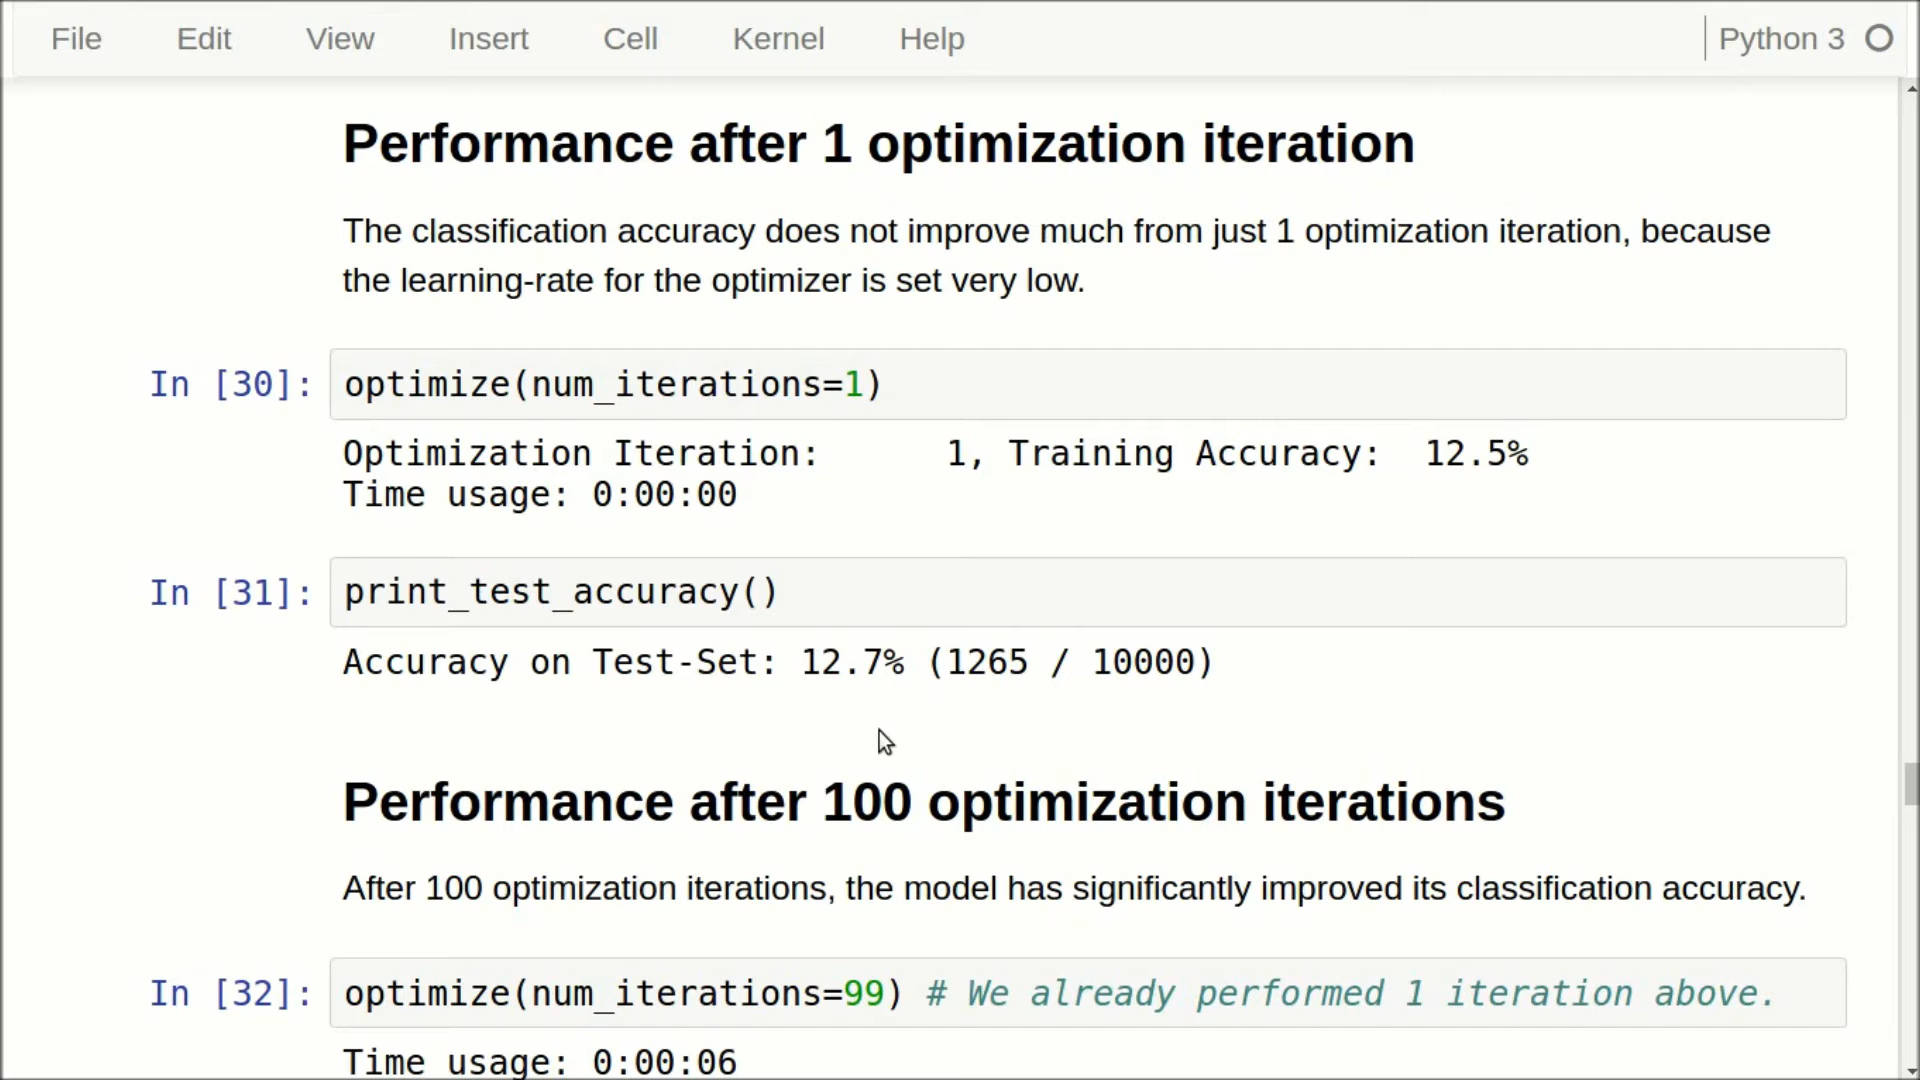 File Edit View Insert Cell Kernel Help Python 3
Performance after 1 optimization iteration
The classification accuracy does not improve much from just 1 optimization iteration, because
the learning-rate for the optimizer is set very low.
In [30]: optimize(num_iterations=1)
Optimization Iteration:      1, Training Accuracy:  12.5%
Time usage: 0:00:00
In [31]: print_test_accuracy()
Accuracy on Test-Set: 12.7% (1265 / 10000)
Performance after 100 optimization iterations
After 100 optimization iterations, the model has significantly improved its classification accuracy.
In [32]: optimize(num_iterations=99) # We already performed 1 iteration above.
Time usage: 0:00:06